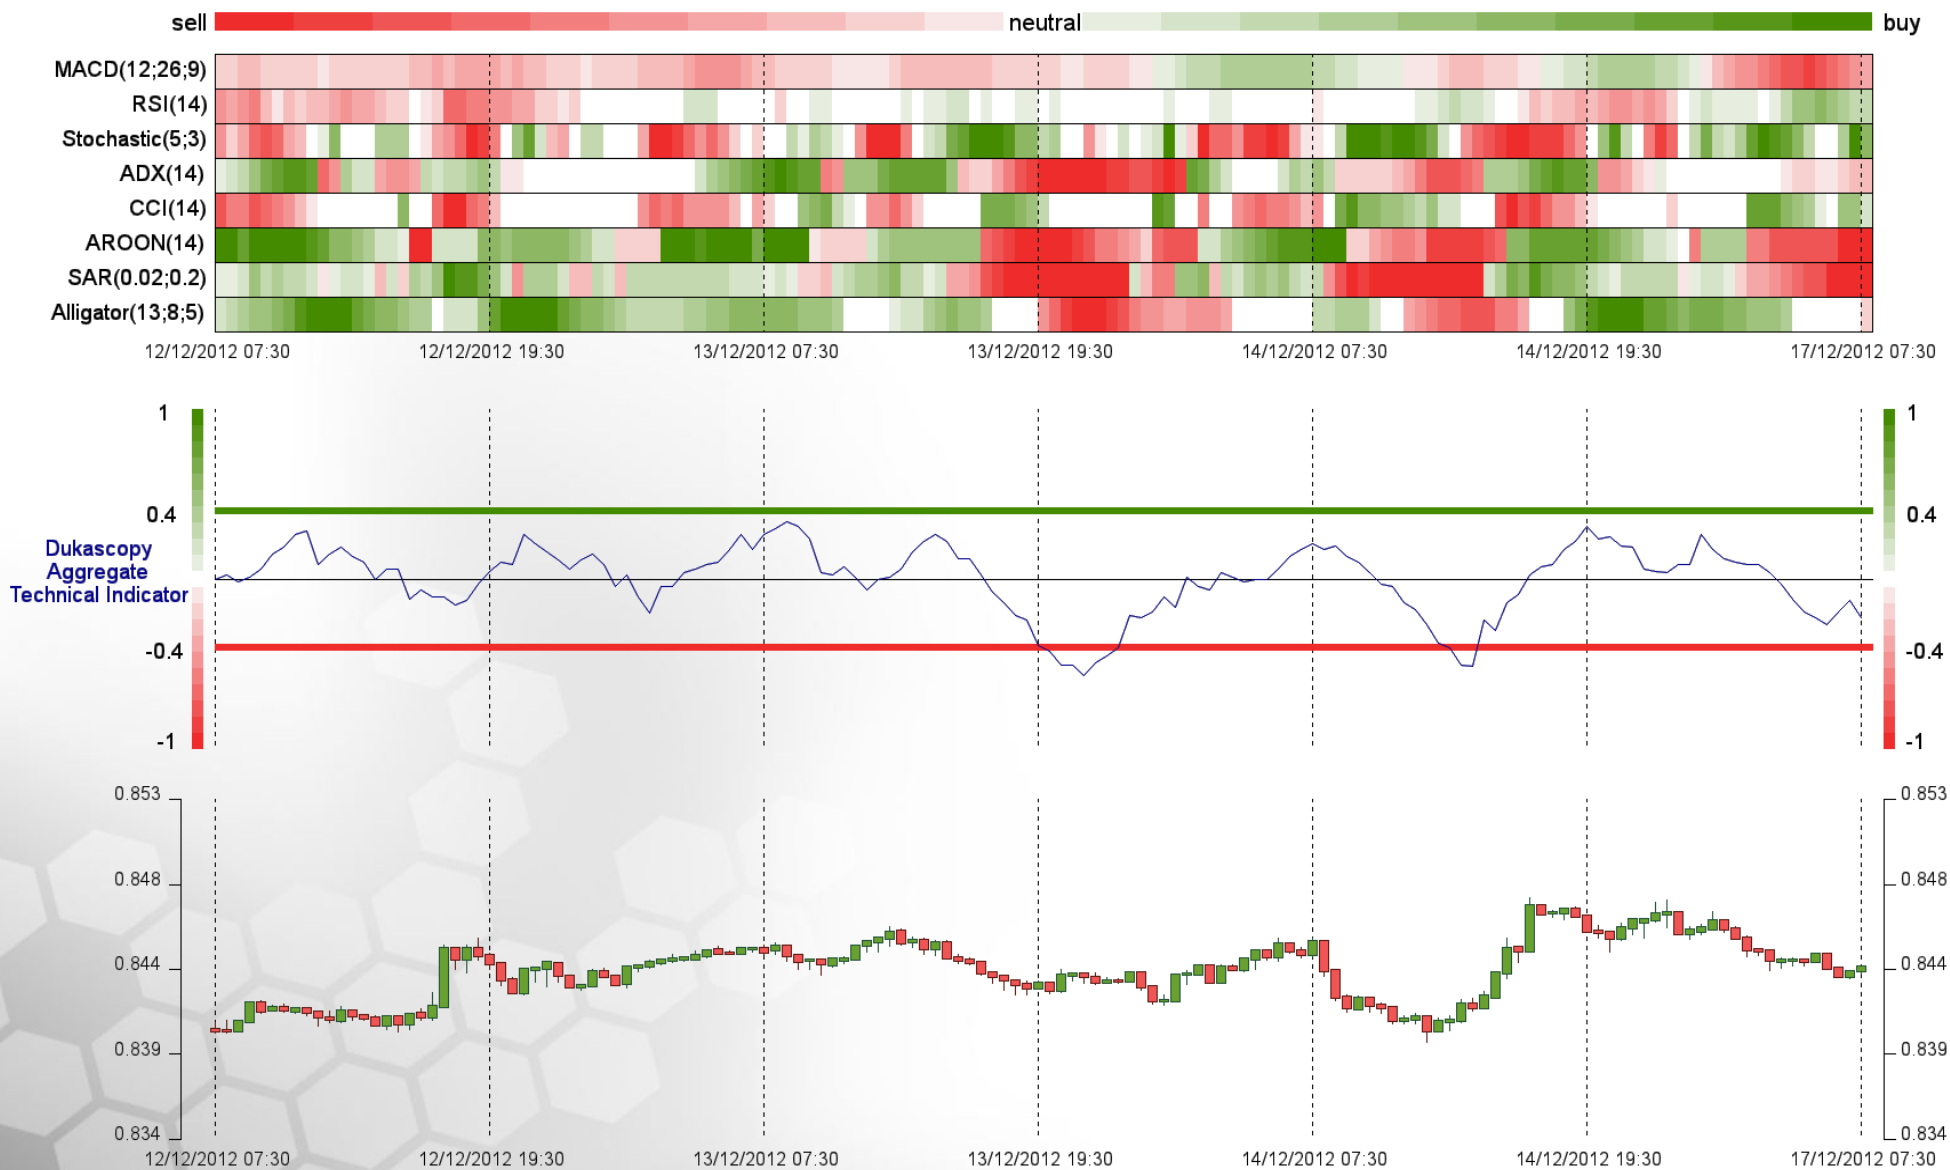 sell neutral buy
MACD(12;26;9)
RSI(14)
Stochastic(5;3)
ADX(14)
CCI(14)
AROON(14)
SAR(0.02;0.2)
Alligator(13;8;5)
12/12/2012 07:30 12/12/2012 19:30 13/12/2012 07:30 13/12/2012 19:30 14/12/2012 07:30 14/12/2012 19:30 17/12/2012 07:30
1 1
0.4 0.4
Dukascopy
Aggregate
Technical Indicator
-0.4 -0.4
-1 -1
0.853 0.853
0.848 0.848
0.844 0.844
0.839 0.839
0.834 0.834
12/12/2012 07:30 12/12/2012 19:30 13/12/2012 07:30 13/12/2012 19:30 14/12/2012 07:30 14/12/2012 19:30 17/12/2012 07:30